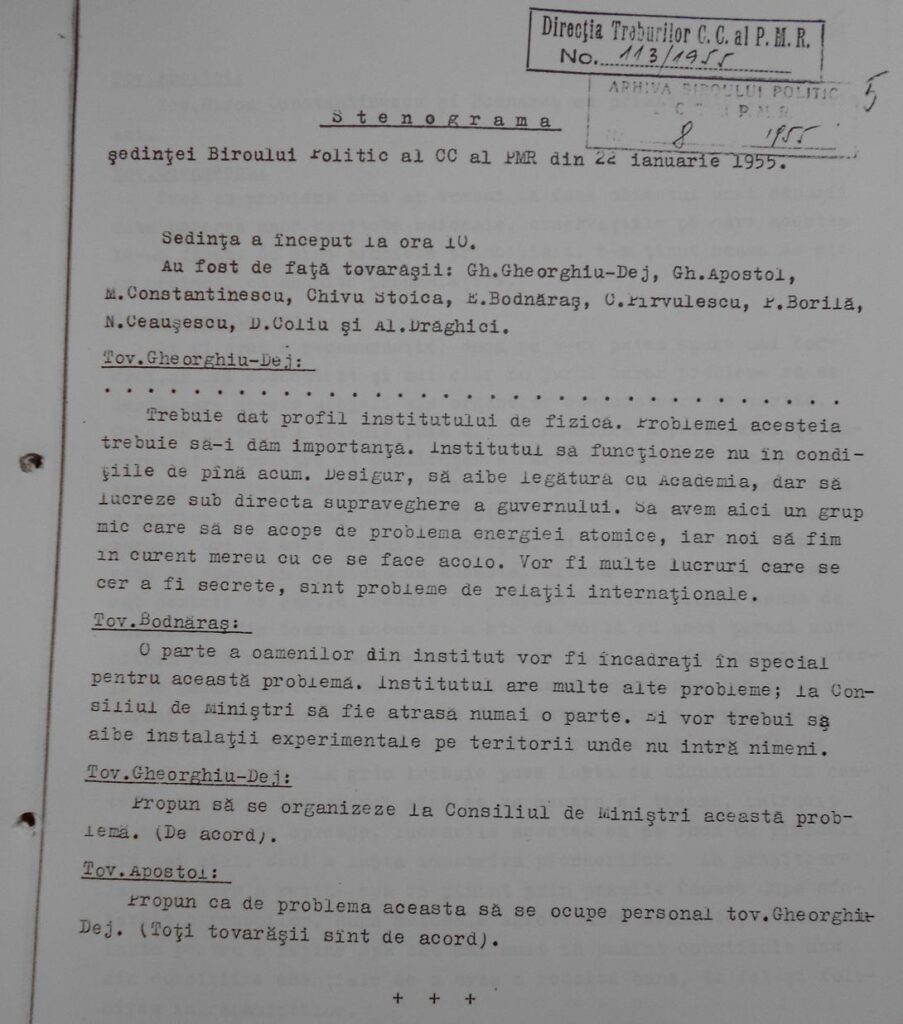 Direcția Treburilor C. C. al P. M. R.
No. 113/1955
ARHIVA BIROULUI POLITIC
C C P.M.R
8 1955
5
S t e n o g r a m a
şedinţei Biroului Politic al CC al PMR din 22 ianuarie 1955.
Sedinţa a început la ora 10.
Au fost de faţă tovarăşii: Gh.Gheorghiu-Dej, Gh.Apostol,
M.Constantinescu, Chivu Stoica, E.Bodnăraş, C.Pîrvulescu, P.Borilă,
N.Ceauşescu, D.Coliu şi Al.Drăghici.
Tov.Gheorghiu-Dej:
. . . . . . . . . . . . . . . . . . . . . . . . . . . . . .
Trebuie dat profil institutului de fizică. Problemei acesteia
trebuie să-i dăm importanţă. Institutul să funcţioneze nu în condi-
ţiile de pînă acum. Desigur, să aibe legătură cu Academia, dar să
lucreze sub directa supraveghere a guvernului. Să avem aici un grup
mic care să se acope de problema energiei atomice, iar noi să fim
în curent mereu cu ce se face acolo. Vor fi multe lucruri care se
cer a fi secrete, sînt probleme de relaţii internaţionale.
Tov.Bodnăraş:
O parte a oamenilor din institut vor fi încadraţi în special
pentru această problemă. Institutul are multe alte probleme; la Con-
siliul de Miniştri să fie atrasă numai o parte. Ei vor trebui să
aibe instalaţii experimentale pe teritorii unde nu intră nimeni.
Tov.Gheorghiu-Dej:
Propun să se organizeze la Consiliul de Miniştri această prob-
lemă. (De acord).
Tov.Apostol:
Propun ca de problema aceasta să se ocupe personal tov.Gheorghiu-
Dej. (Toţi tovarăşii sînt de acord).
+ + +